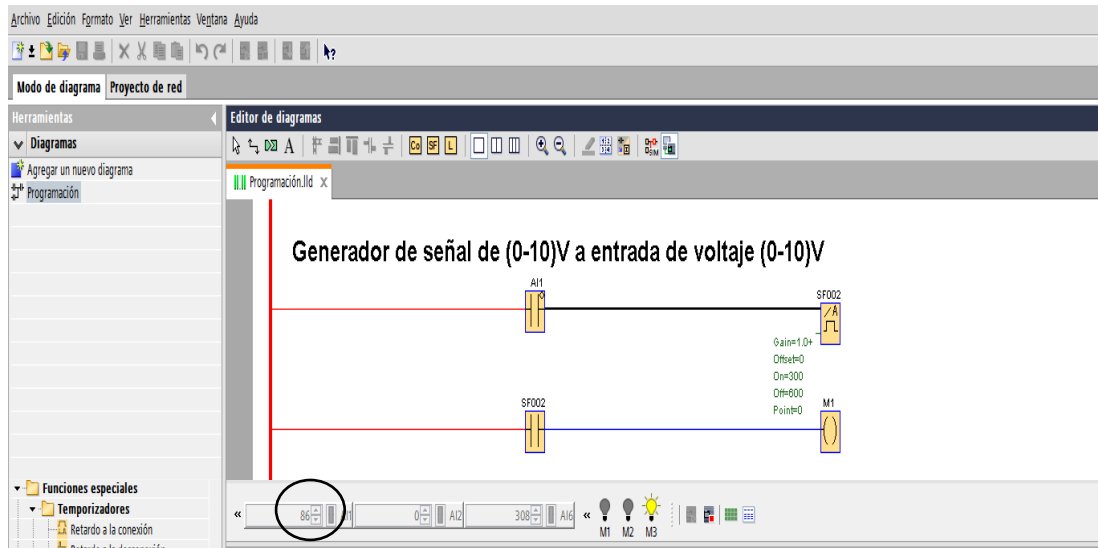 Archivo Edición Formato Ver Herramientas Ventana Ayuda
Modo de diagrama Proyecto de red
Herramientas
Diagramas
Agregar un nuevo diagrama
Programación
Funciones especiales
Temporizadores
Retardo a la conexión
Editor de diagramas
A Co SF L
Programación.lld
Generador de señal de (0-10)V a entrada de voltaje (0-10)V
AI1
SF002
/A
Gain=1.0+
Offset=0
On=300
Off=600
Point=0
SF002
M1
« 86 0 AI2 308 AI6 «
M1 M2 M3